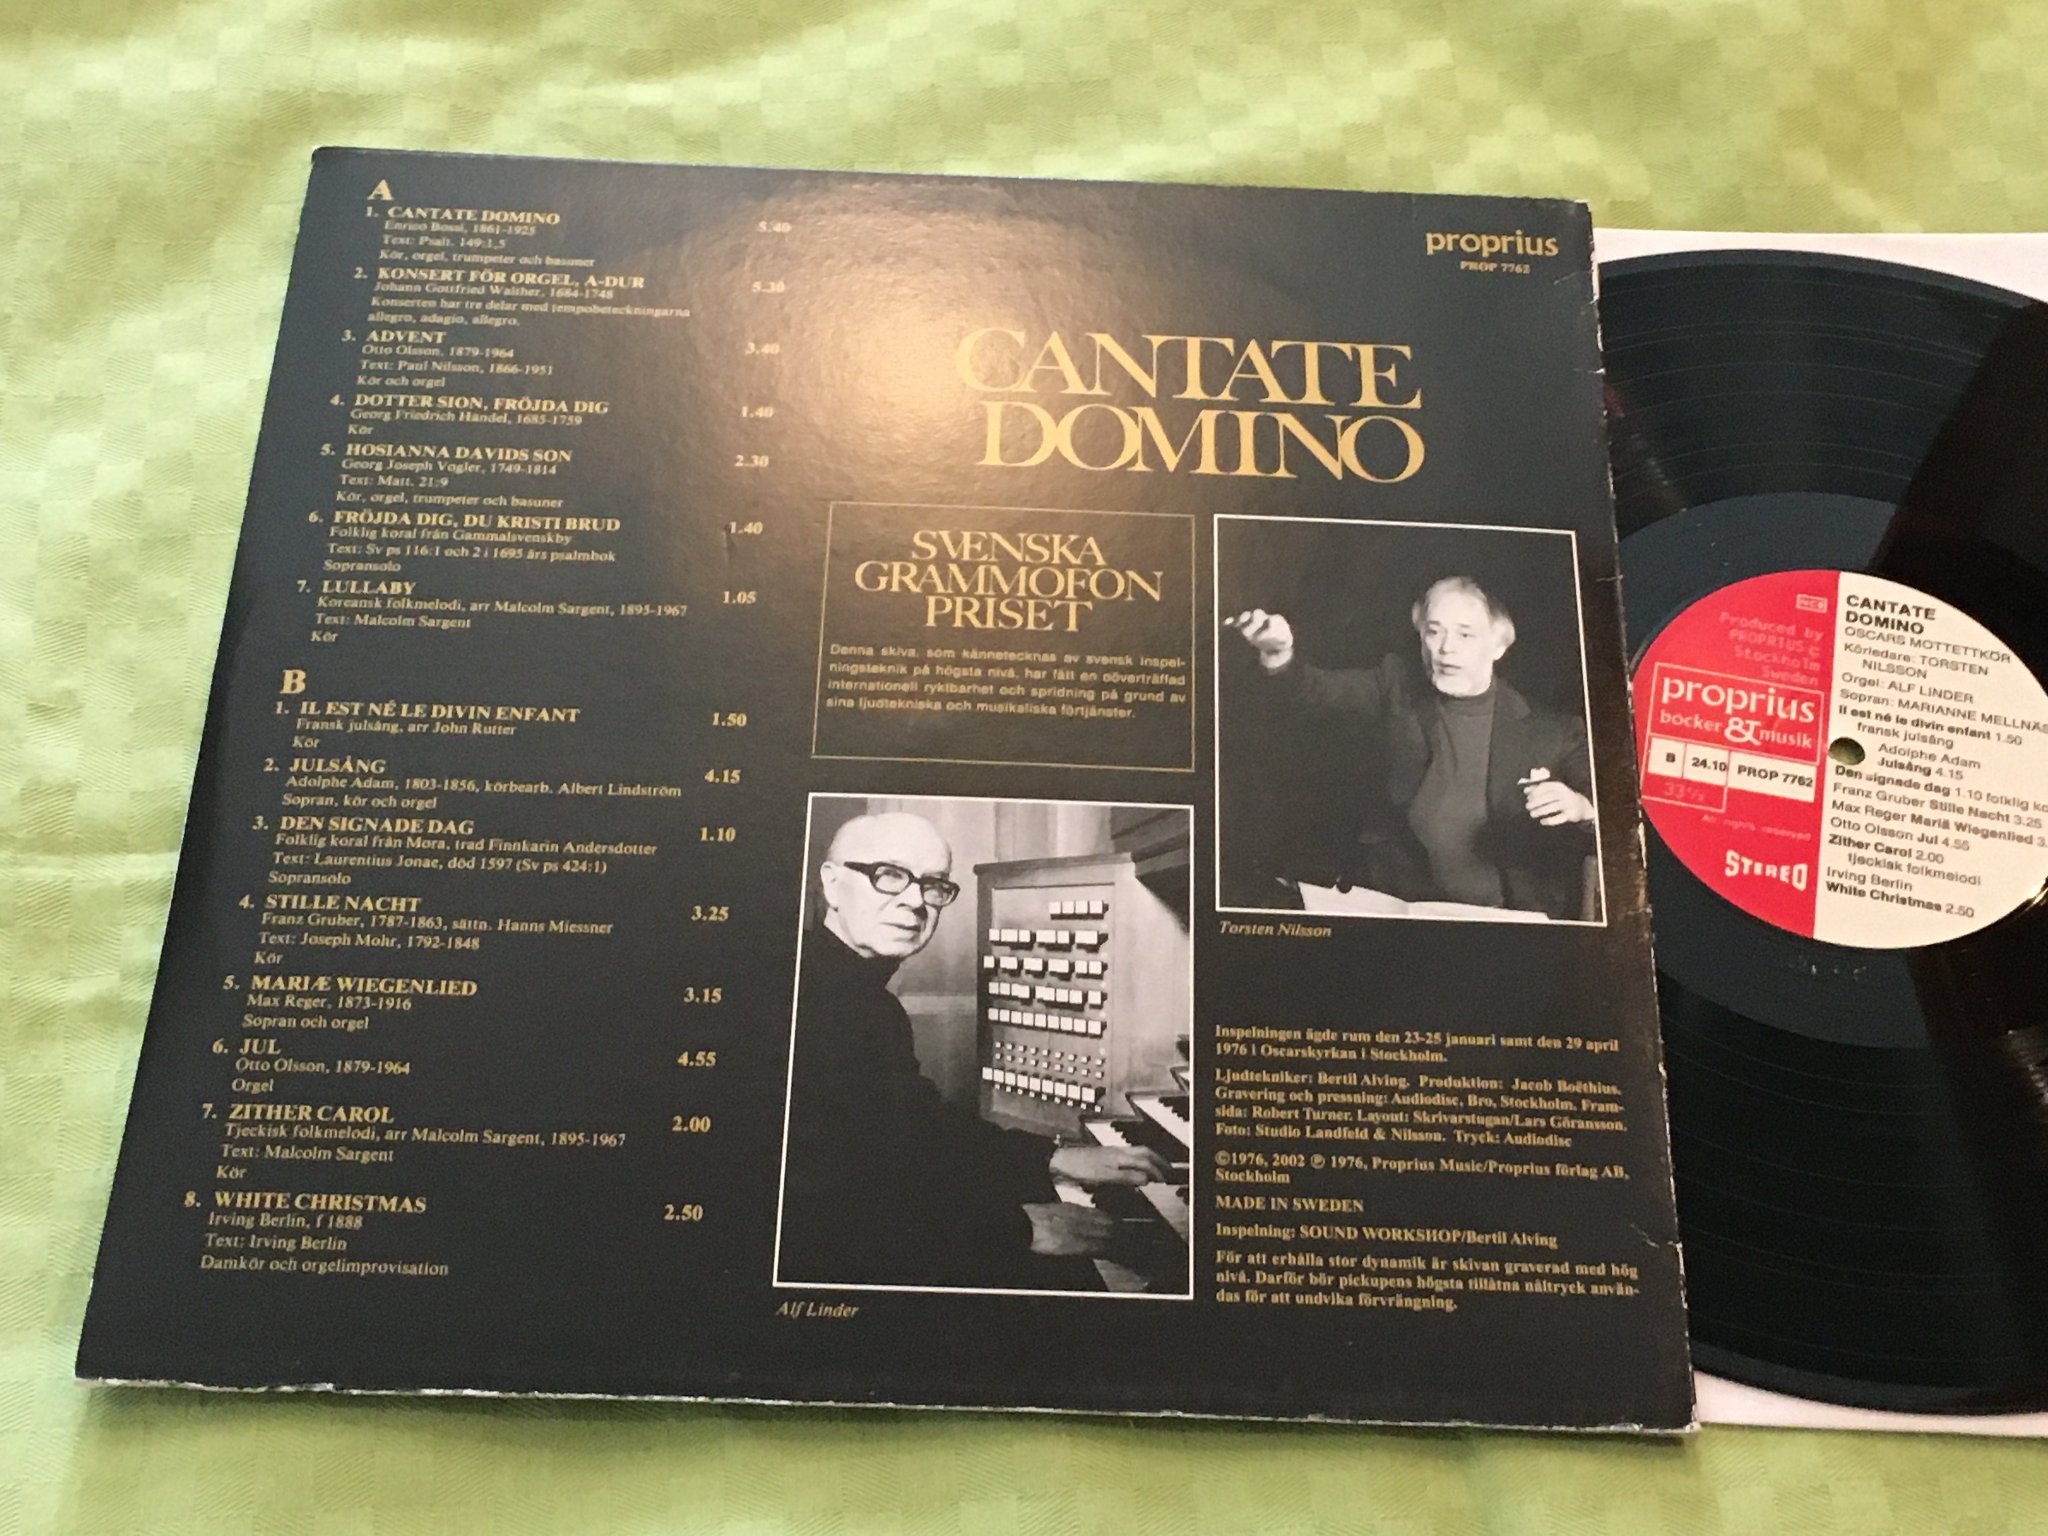 A
1. CANTATE DOMINO 5.40
Enrico Bossi, 1861-1925
Text: Psalt. 149:1,5
Kör, orgel, trumpeter och basuner
2. KONSERT FÖR ORGEL, A-DUR 5.30
Johann Gottfried Walther, 1684-1748
Konserten har tre delar med tempobeteckningarna
allegro, adagio, allegro.
3. ADVENT 3.40
Otto Olsson, 1879-1964
Text: Paul Nilsson, 1866-1951
Kör och orgel
4. DOTTER SION, FRÖJDA DIG 1.40
Georg Friedrich Händel, 1685-1759
Kör
5. HOSIANNA DAVIDS SON 2.30
Georg Joseph Vogler, 1749-1814
Text: Matt. 21:9
Kör, orgel, trumpeter och basuner
6. FRÖJDA DIG, DU KRISTI BRUD 1.40
Folklig koral från Gammalsvenskby
Text: Sv ps 116:1 och 2 i 1695 års psalmbok
Sopransolo
7. LULLABY 1.05
Koreansk folkmelodi, arr Malcolm Sargent, 1895-1967
Text: Malcolm Sargent
Kör
B
1. IL EST NÉ LE DIVIN ENFANT 1.50
Fransk julsång, arr John Rutter
Kör
2. JULSÅNG 4.15
Adolphe Adam, 1803-1856, körbearb. Albert Lindström
Sopran, kör och orgel
3. DEN SIGNADE DAG 1.10
Folklig koral från Mora, trad Finnkarin Andersdotter
Text: Laurentius Jonae, död 1597 (Sv ps 424:1)
Sopransolo
4. STILLE NACHT 3.25
Franz Gruber, 1787-1863, sättn. Hanns Miessner
Text: Joseph Mohr, 1792-1848
Kör
5. MARIÆ WIEGENLIED 3.15
Max Reger, 1873-1916
Sopran och orgel
6. JUL 4.55
Otto Olsson, 1879-1964
Orgel
7. ZITHER CAROL 2.00
Tjeckisk folkmelodi, arr Malcolm Sargent, 1895-1967
Text: Malcolm Sargent
Kör
8. WHITE CHRISTMAS 2.50
Irving Berlin, f 1888
Text: Irving Berlin
Damkör och orgelimprovisation
proprius
PROP 7762
CANTATE
DOMINO
SVENSKA
GRAMMOFON
PRISET
Denna skiva, som kännetecknas av svensk inspel-
ningsteknik på högsta nivå, har fått en oöverträffad
internationell ryktbarhet och spridning på grund av
sina ljudtekniska och musikaliska förtjänster.
Torsten Nilsson
Alf Linder
Inspelningen ägde rum den 23-25 januari samt den 29 april
1976 i Oscarskyrkan i Stockholm.
Ljudtekniker: Bertil Alving. Produktion: Jacob Boëthius.
Gravering och pressning: Audiodisc, Bro, Stockholm. Fram-
sida: Robert Turner. Layout: Skrivarstugan/Lars Göransson.
Foto: Studio Landfeld & Nilsson. Tryck: Audiodisc
©1976, 2002 ℗ 1976, Proprius Music/Proprius förlag AB,
Stockholm
MADE IN SWEDEN
Inspelning: SOUND WORKSHOP/Bertil Alving
För att erhålla stor dynamik är skivan graverad med hög
nivå. Darför bör pickupens högsta tillåtna nåltryck använ-
das för att undvika förvrängning.
NCB
Produced by
PROPRIUS C
Stockholm
Sweden
proprius
böcker & musik
B 24.10 PROP 7762
33⅓
All rights reserved
STEREO
CANTATE
DOMINO
OSCARS MOTTETTKÖR
Körledare: TORSTEN
NILSSON
Orgel: ALF LINDER
Sopran: MARIANNE MELLNÄS
Il est né le divin enfant 1.50
fransk julsång
Adolphe Adam
Julsång 4.15
Den signade dag 1.10 folklig
Franz Gruber Stille Nacht 3.25
Max Reger Mariä Wiegenlied
Otto Olsson Jul 4.55
Zither Carol 2.00
tjeckisk folkmelodi
Irving Berlin
White Christmas 2.50